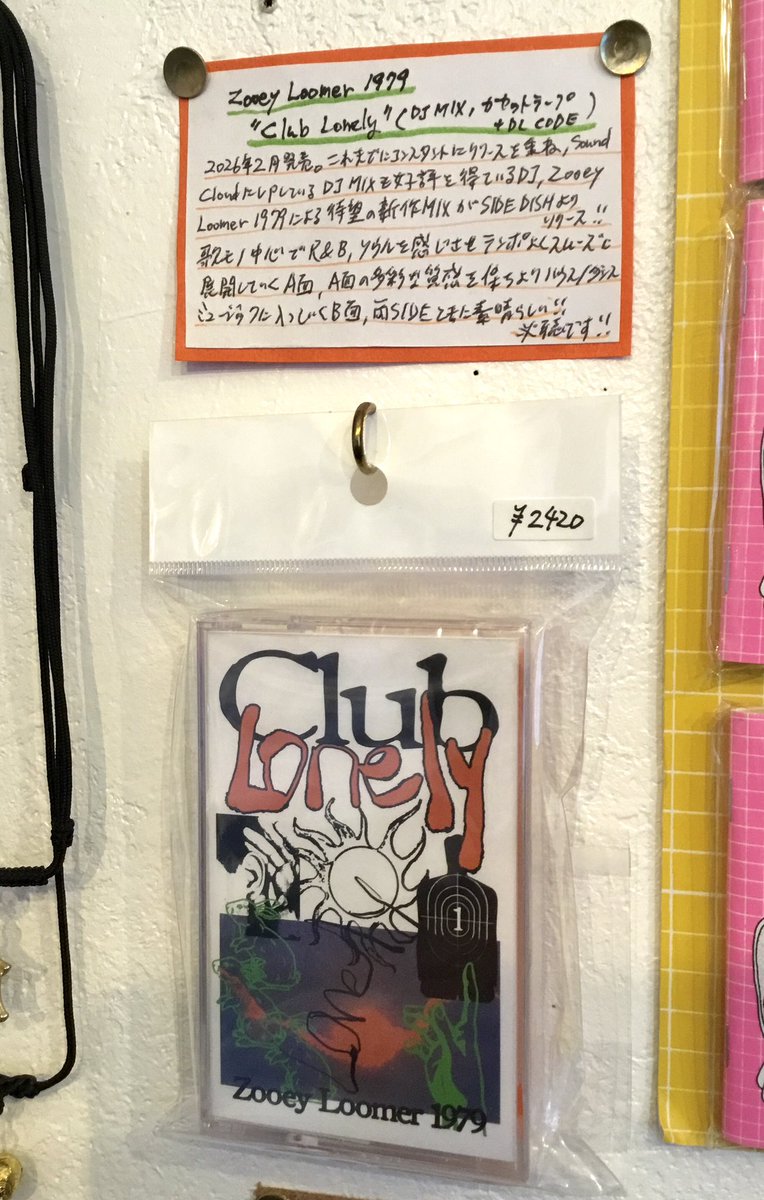 Zooey Loomer 1979
"Club Lonely" (DJ MIX, カセットテープ
+ DL CODE)
2026年2月発売。これまでにコンスタントにリリースを重ね, Sound
CloudにUPしているDJ MIXも好評を得ているDJ, Zooey
Loomer 1979による待望の新作MIXがSIDE DISHより
リリース!!
歌モノ中心でR&B, ソウルを感じさせテンポよくスムーズに
展開していくA面, A面の多彩な質感を保ちよりハウス/ダンス
ミュージックに入っていくB面, 両SIDEともに素晴らしい!!
必聴です!!
¥2420
Club
Lonely
1
Lonely
Zooey Loomer 1979